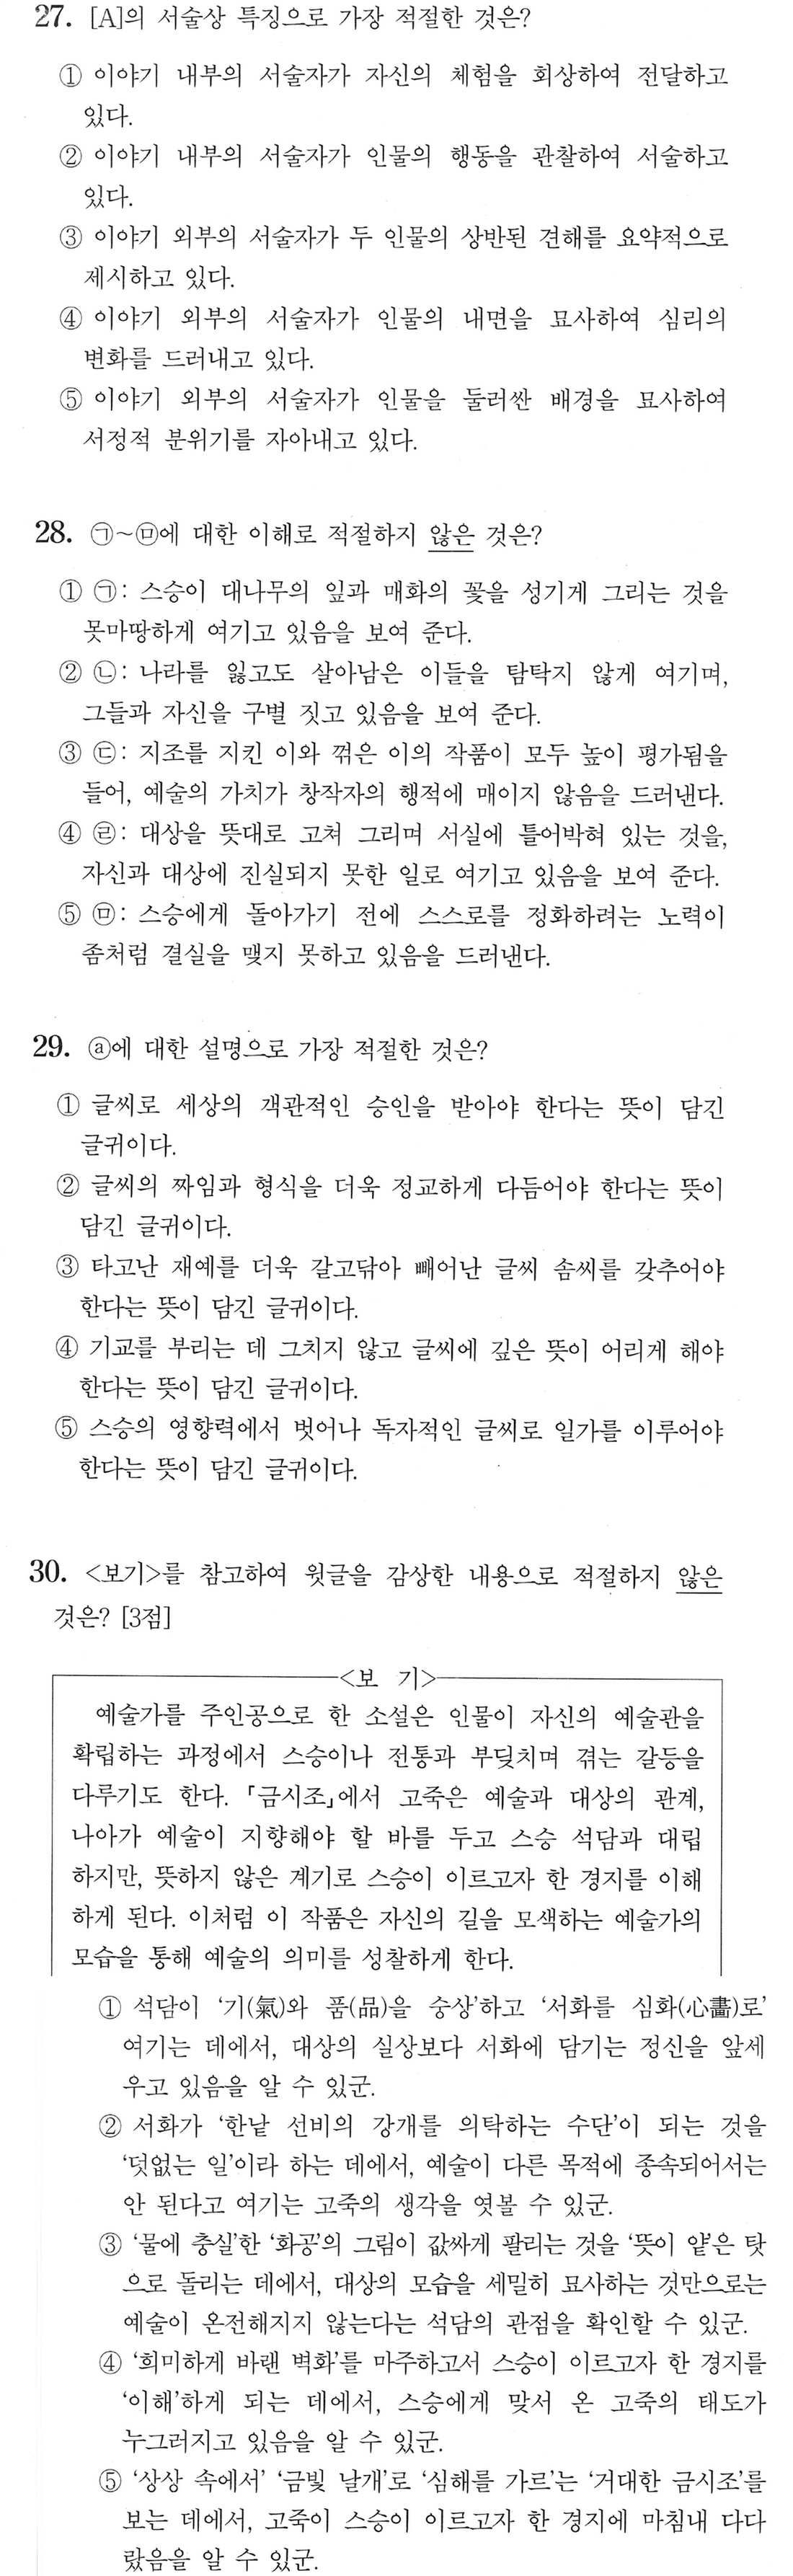 27. [A]의 서술상 특징으로 가장 적절한 것은?
① 이야기 내부의 서술자가 자신의 체험을 회상하여 전달하고
있다.
② 이야기 내부의 서술자가 인물의 행동을 관찰하여 서술하고
있다.
③ 이야기 외부의 서술자가 두 인물의 상반된 견해를 요약적으로
제시하고 있다.
④ 이야기 외부의 서술자가 인물의 내면을 묘사하여 심리의
변화를 드러내고 있다.
⑤ 이야기 외부의 서술자가 인물을 둘러싼 배경을 묘사하여
서정적 분위기를 자아내고 있다.
28. ㉠~㉤에 대한 이해로 적절하지 않은 것은?
① ㉠: 스승이 대나무의 잎과 매화의 꽃을 성기게 그리는 것을
못마땅하게 여기고 있음을 보여 준다.
② ㉡: 나라를 잃고도 살아남은 이들을 탐탁지 않게 여기며,
그들과 자신을 구별 짓고 있음을 보여 준다.
③ ㉢: 지조를 지킨 이와 꺾은 이의 작품이 모두 높이 평가됨을
들어, 예술의 가치가 창작자의 행적에 매이지 않음을 드러낸다.
④ ㉣: 대상을 뜻대로 고쳐 그리며 서실에 틀어박혀 있는 것을,
자신과 대상에 진실되지 못한 일로 여기고 있음을 보여 준다.
⑤ ㉤: 스승에게 돌아가기 전에 스스로를 정화하려는 노력이
좀처럼 결실을 맺지 못하고 있음을 드러낸다.
29. ⓐ에 대한 설명으로 가장 적절한 것은?
① 글씨로 세상의 객관적인 승인을 받아야 한다는 뜻이 담긴
글귀이다.
② 글씨의 짜임과 형식을 더욱 정교하게 다듬어야 한다는 뜻이
담긴 글귀이다.
③ 타고난 재예를 더욱 갈고닦아 빼어난 글씨 솜씨를 갖추어야
한다는 뜻이 담긴 글귀이다.
④ 기교를 부리는 데 그치지 않고 글씨에 깊은 뜻이 어리게 해야
한다는 뜻이 담긴 글귀이다.
⑤ 스승의 영향력에서 벗어나 독자적인 글씨로 일가를 이루어야
한다는 뜻이 담긴 글귀이다.
30. <보기>를 참고하여 윗글을 감상한 내용으로 적절하지 않은
것은? [3점]
<보 기>
예술가를 주인공으로 한 소설은 인물이 자신의 예술관을
확립하는 과정에서 스승이나 전통과 부딪치며 겪는 갈등을
다루기도 한다. 「금시조」에서 고죽은 예술과 대상의 관계,
나아가 예술이 지향해야 할 바를 두고 스승 석담과 대립
하지만, 뜻하지 않은 계기로 스승이 이르고자 한 경지를 이해
하게 된다. 이처럼 이 작품은 자신의 길을 모색하는 예술가의
모습을 통해 예술의 의미를 성찰하게 한다.
① 석담이 '기(氣)와 품(品)을 숭상'하고 '서화를 심화(心畵)로'
여기는 데에서, 대상의 실상보다 서화에 담기는 정신을 앞세
우고 있음을 알 수 있군.
② 서화가 '한낱 선비의 강개를 의탁하는 수단'이 되는 것을
'덧없는 일'이라 하는 데에서, 예술이 다른 목적에 종속되어서는
안 된다고 여기는 고죽의 생각을 엿볼 수 있군.
③ '물에 충실'한 '화공'의 그림이 값싸게 팔리는 것을 '뜻이 얕'은 탓
으로 돌리는 데에서, 대상의 모습을 세밀히 묘사하는 것만으로는
예술이 온전해지지 않는다는 석담의 관점을 확인할 수 있군.
④ '희미하게 바랜 벽화'를 마주하고서 스승이 이르고자 한 경지를
'이해'하게 되는 데에서, 스승에게 맞서 온 고죽의 태도가
누그러지고 있음을 알 수 있군.
⑤ '상상 속에서' '금빛 날개'로 '심해를 가르'는 '거대한 금시조'를
보는 데에서, 고죽이 스승이 이르고자 한 경지에 마침내 다다
랐음을 알 수 있군.